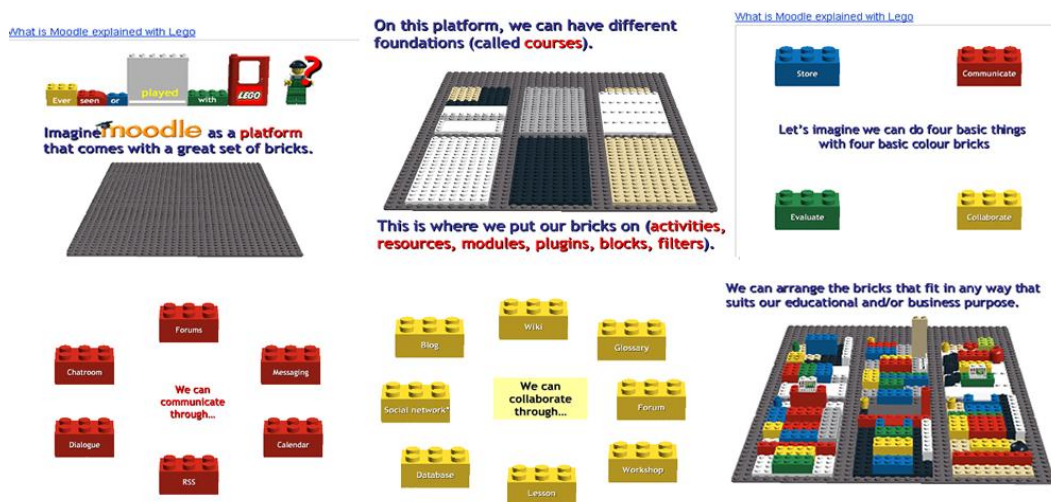 What is Moodle explained with Lego
Ever seen or played with LEGO ?
Imagine moodle as a platform
that comes with a great set of bricks.
On this platform, we can have different
foundations (called courses).
This is where we put our bricks on (activities,
resources, modules, plugins, blocks, filters).
What is Moodle explained with Lego
Store
Communicate
Let's imagine we can do four basic things
with four basic colour bricks
Evaluate
Collaborate
Forums
Chatroom
Messaging
We can
communicate
through...
Dialogue
Calendar
RSS
Wiki
Blog
Glossary
Social network*
We can
collaborate
through...
Forum
Database
Workshop
Lesson
We can arrange the bricks that fit in any way that
suits our educational and/or business purpose.